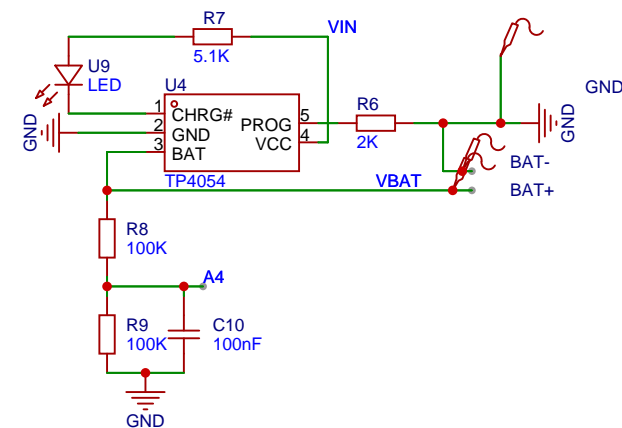 R7
VIN
5.1K
U9
LED
U4
1
CHRG#
2
GND
3
BAT
PROG
5
VCC
4
TP4054
GND
R6
2K
GND
GND
BAT-
BAT+
VBAT
R8
100K
A4
R9
100K
C10
100nF
GND